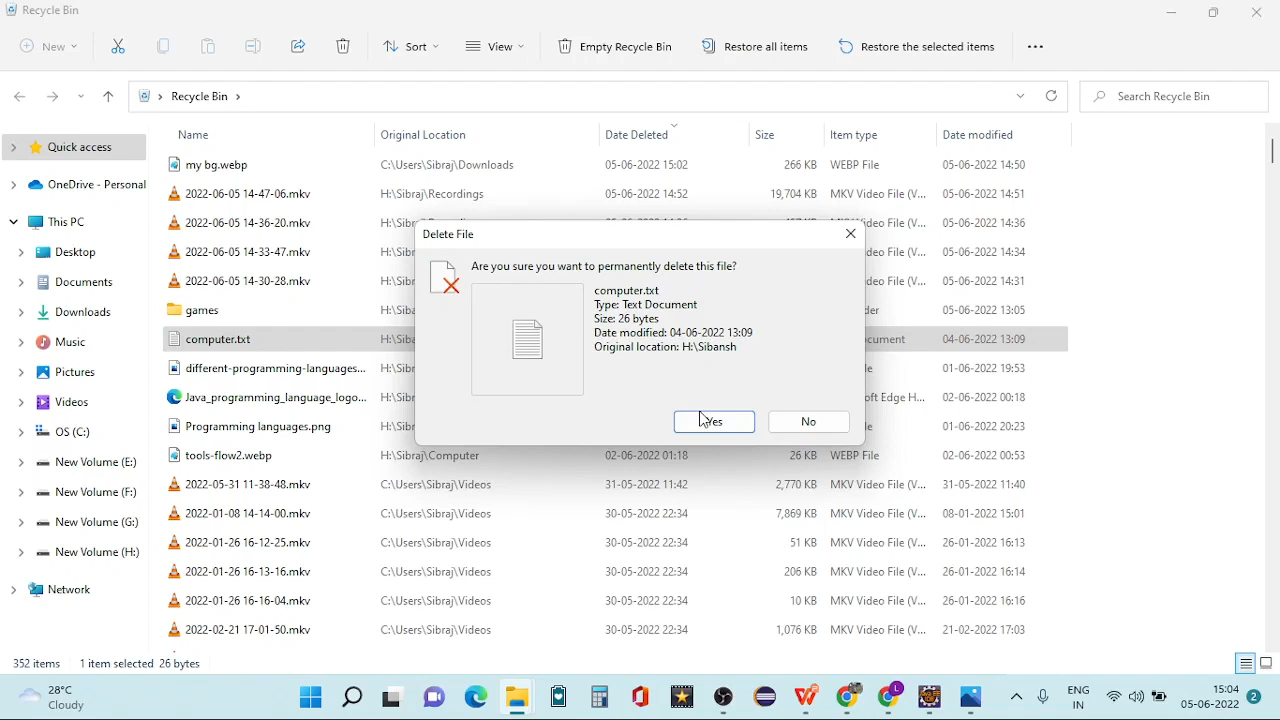 Recycle Bin
New
Sort
View
Empty Recycle Bin
Restore all items
Restore the selected items
Recycle Bin
Search Recycle Bin
Name Original Location Date Deleted Size Item type Date modified
Quick access
OneDrive - Personal
This PC
Desktop
Documents
Downloads
Music
Pictures
Videos
OS (C:)
New Volume (E:)
New Volume (F:)
New Volume (G:)
New Volume (H:)
Network
my bg.webp C:\Users\Sibraj\Downloads 05-06-2022 15:02 266 KB WEBP File 05-06-2022 14:50
2022-06-05 14-47-06.mkv H:\Sibraj\Recordings 05-06-2022 14:52 19,704 KB MKV Video File (V... 05-06-2022 14:51
2022-06-05 14-36-20.mkv Video File (V... 05-06-2022 14:36
2022-06-05 14-33-47.mkv Video File (V... 05-06-2022 14:34
2022-06-05 14-30-28.mkv Video File (V... 05-06-2022 14:31
games 05-06-2022 13:05
computer.txt 04-06-2022 13:09
different-programming-languages... 01-06-2022 19:53
Java_programming_language_logo... Edge H... 02-06-2022 00:18
Programming languages.png 01-06-2022 20:23
tools-flow2.webp H:\Sibraj\Computer 02-06-2022 01:18 26 KB WEBP File 02-06-2022 00:53
2022-05-31 11-38-48.mkv C:\Users\Sibraj\Videos 31-05-2022 11:42 2,770 KB MKV Video File (V... 31-05-2022 11:40
2022-01-08 14-14-00.mkv C:\Users\Sibraj\Videos 30-05-2022 22:34 7,869 KB MKV Video File (V... 08-01-2022 15:01
2022-01-26 16-12-25.mkv C:\Users\Sibraj\Videos 30-05-2022 22:34 51 KB MKV Video File (V... 26-01-2022 16:13
2022-01-26 16-13-16.mkv C:\Users\Sibraj\Videos 30-05-2022 22:34 206 KB MKV Video File (V... 26-01-2022 16:14
2022-01-26 16-16-04.mkv C:\Users\Sibraj\Videos 30-05-2022 22:34 10 KB MKV Video File (V... 26-01-2022 16:16
2022-02-21 17-01-50.mkv C:\Users\Sibraj\Videos 30-05-2022 22:34 1,076 KB MKV Video File (V... 21-02-2022 17:03
Delete File
Are you sure you want to permanently delete this file?
computer.txt
Type: Text Document
Size: 26 bytes
Date modified: 04-06-2022 13:09
Original location: H:\Sibansh
Yes
No
352 items 1 item selected 26 bytes
28°C
Cloudy
L
ENG
IN
15:04
05-06-2022
2